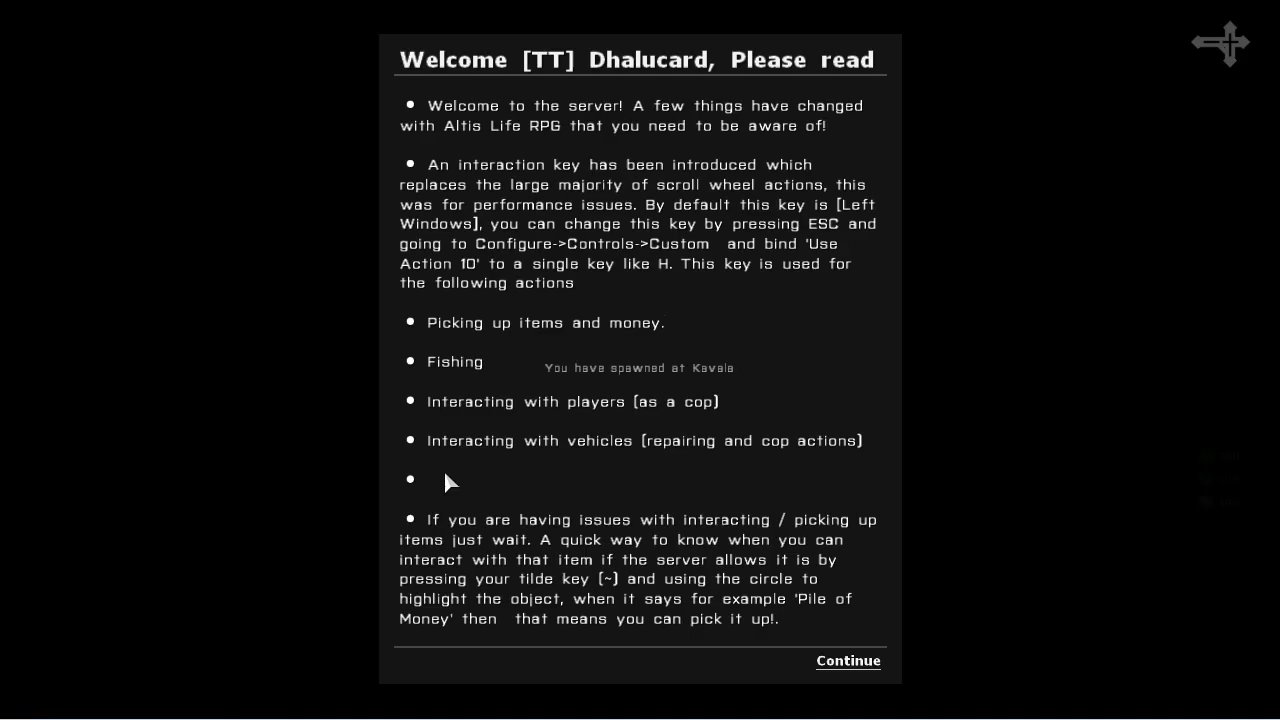 Welcome [TT] Dhalucard, Please read
• Welcome to the server! A few things have changed
with Altis Life RPG that you need to be aware of!
• An interaction key has been introduced which
replaces the large majority of scroll wheel actions, this
was for performance issues. By default this key is [Left
Windows], you can change this key by pressing ESC and
going to Configure->Controls->Custom and bind 'Use
Action 10' to a single key like H. This key is used for
the following actions
• Picking up items and money.
• Fishing
You have spawned at Kavala
• Interacting with players (as a cop)
• Interacting with vehicles (repairing and cop actions)
•
• If you are having issues with interacting / picking up
items just wait. A quick way to know when you can
interact with that item if the server allows it is by
pressing your tilde key (~) and using the circle to
highlight the object, when it says for example 'Pile of
Money' then that means you can pick it up!.
Continue